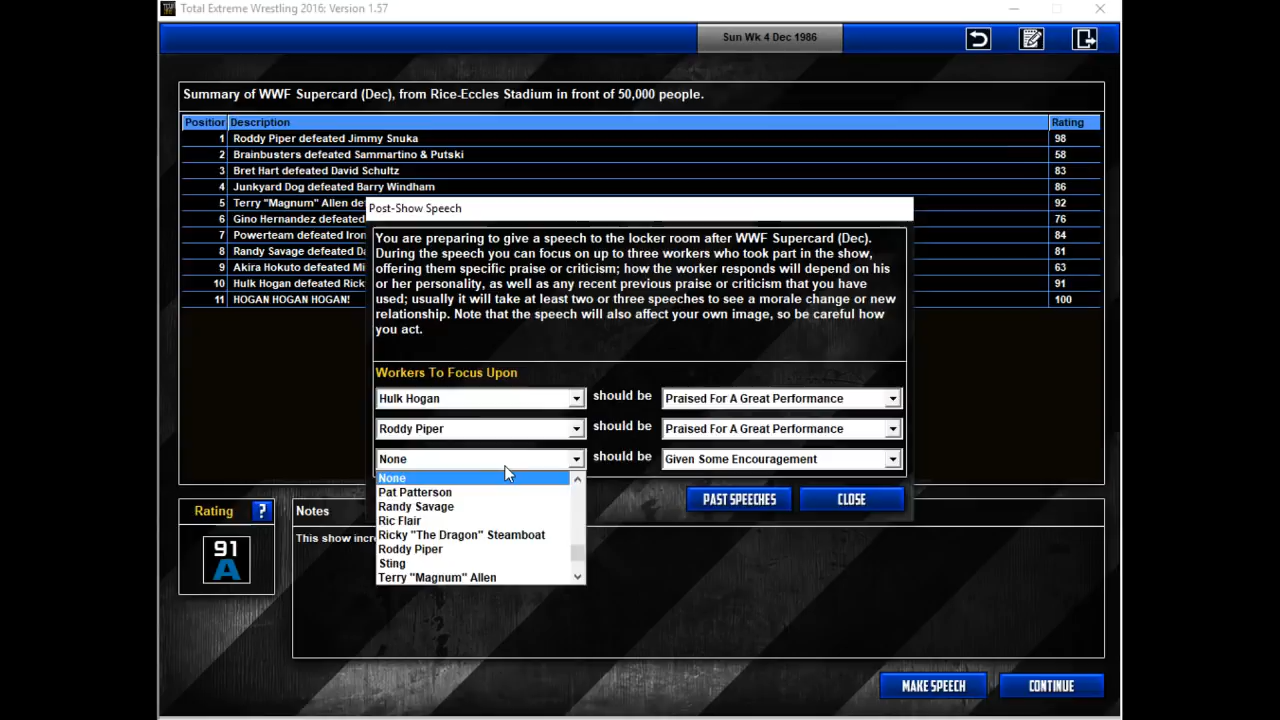 Total Extreme Wrestling 2016; Version 1.57
Sun Wk 4 Dec 1986
Summary of WWF Supercard (Dec), from Rice-Eccles Stadium in front of 50,000 people.
Position Description Rating
1 Roddy Piper defeated Jimmy Snuka 98
2 Brainbusters defeated Sammartino & Putski 58
3 Bret Hart defeated David Schultz 83
4 Junkyard Dog defeated Barry Windham 86
5 Terry "Magnum" Allen de 92
6 Gino Hernandez defeated 76
7 Powerteam defeated Iron 84
8 Randy Savage defeated Da 81
9 Akira Hokuto defeated Mi 63
10 Hulk Hogan defeated Rick 91
11 HOGAN HOGAN HOGAN! 100
Post-Show Speech
You are preparing to give a speech to the locker room after WWF Supercard (Dec).
During the speech you can focus on up to three workers who took part in the show,
offering them specific praise or criticism; how the worker responds will depend on his
or her personality, as well as any recent previous praise or criticism that you have
used; usually it will take at least two or three speeches to see a morale change or new
relationship. Note that the speech will also affect your own image, so be careful how
you act.
Workers To Focus Upon
Hulk Hogan should be Praised For A Great Performance
Roddy Piper should be Praised For A Great Performance
None should be Given Some Encouragement
None
Pat Patterson
Randy Savage
Ric Flair
Ricky "The Dragon" Steamboat
Roddy Piper
Sting
Terry "Magnum" Allen
PAST SPEECHES CLOSE
Rating ?
91
A
Notes
This show incre
MAKE SPEECH CONTINUE